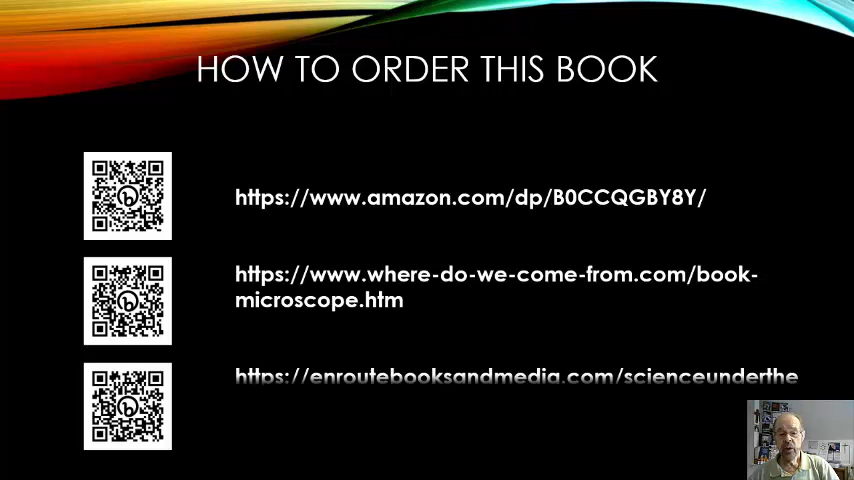 HOW TO ORDER THIS BOOK
https://www.amazon.com/dp/B0CCQGBY8Y/
https://www.where-do-we-come-from.com/book-
microscope.htm
https://enroutebooksandmedia.com/scienceunderthe